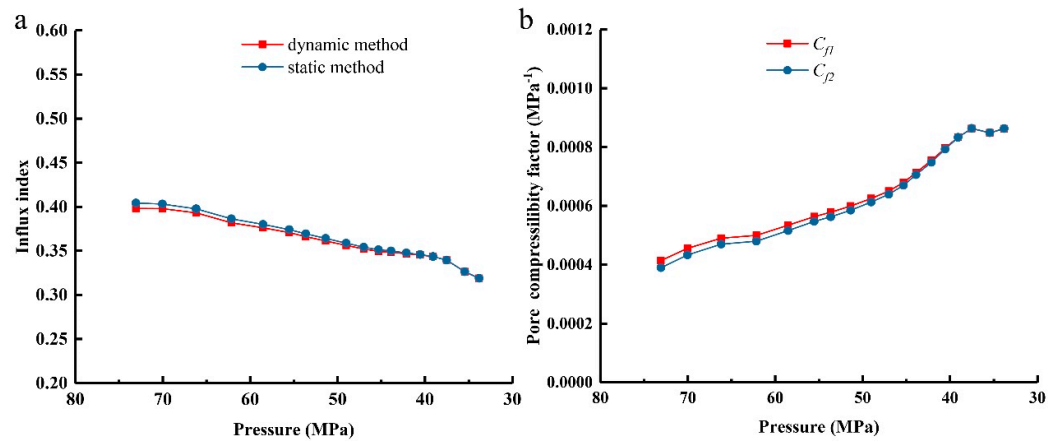 a
0.60
0.55
0.50
0.45
0.40
0.35
0.30
0.25
0.20
Influx index
dynamic method
static method
80
70
60
50
40
30
Pressure (MPa)
b
0.0012
0.0010
0.0008
0.0006
0.0004
0.0002
0.0000
Pore compressilibity factor (MPa-1)
Cf1
Cf2
80
70
60
50
40
30
Pressure (MPa)